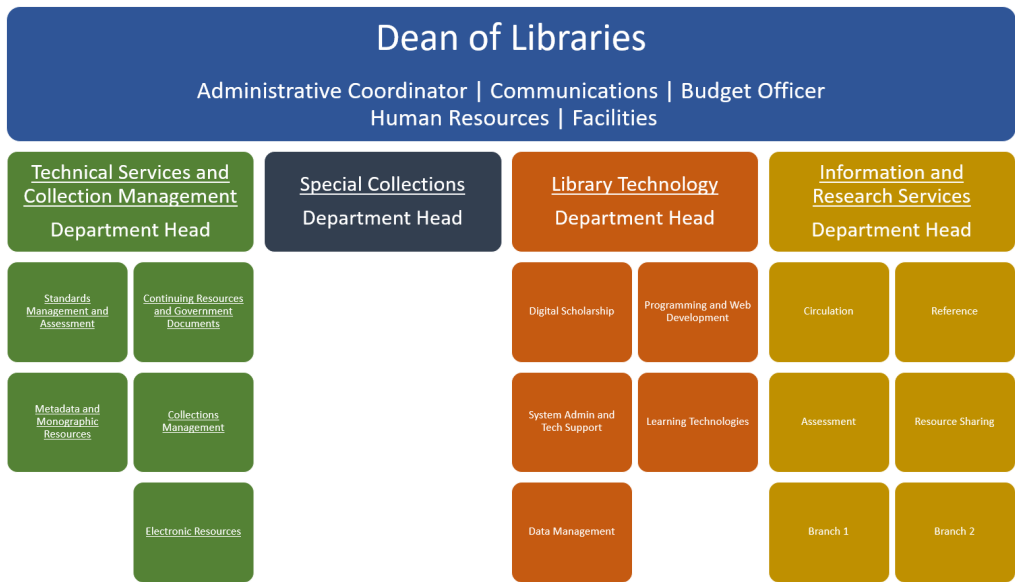 Dean of Libraries
Administrative Coordinator | Communications | Budget Officer
Human Resources | Facilities
Technical Services and
Collection Management
Department Head
Special Collections
Department Head
Library Technology
Department Head
Information and
Research Services
Department Head
Standards
Management and
Assessment
Continuing Resources
and Government
Documents
Digital Scholarship
Programming and Web
Development
Circulation
Reference
Metadata and
Monographic
Resources
Collections
Management
System Admin and
Tech Support
Learning Technologies
Assessment
Resource Sharing
Electronic Resources
Data Management
Branch 1
Branch 2